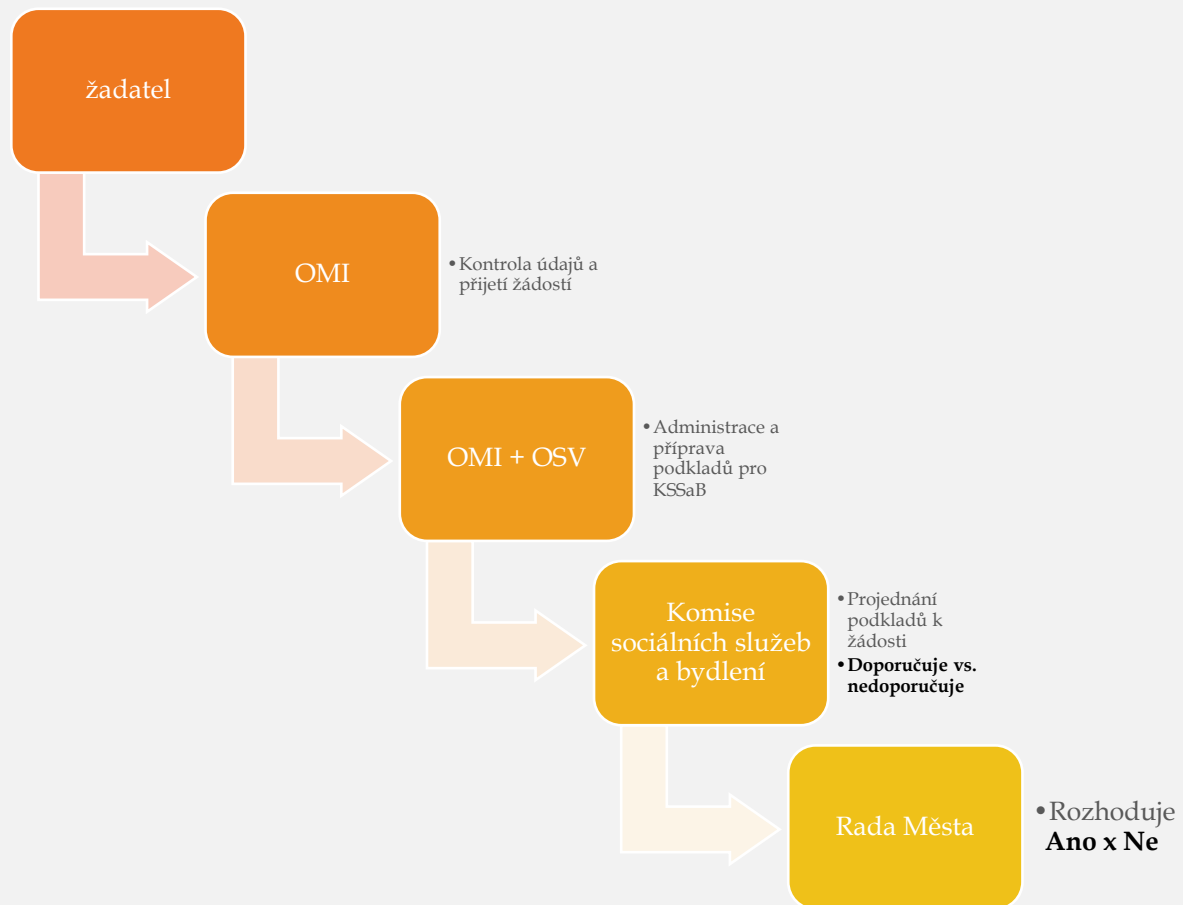 žadatel
OMI
•Kontrola údajů a
přijetí žádostí
OMI + OSV
•Administrace a
příprava
podkladů pro
KSSaB
Komise
sociálních služeb
a bydlení
•Projednání
podkladů k
žádosti
•Doporučuje vs.
nedoporučuje
Rada Města
•Rozhoduje
Ano x Ne